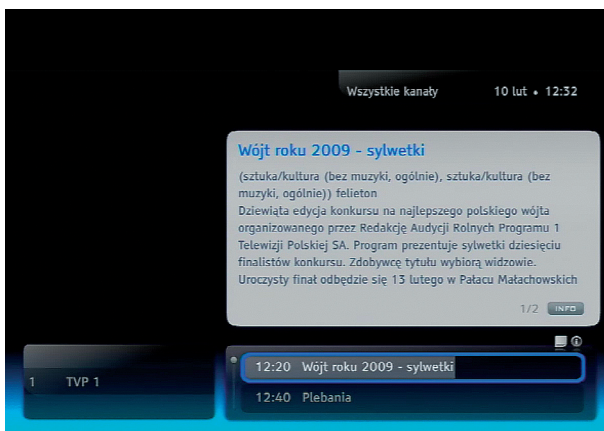 Wszystkie kanały 10 lut • 12:32
Wójt roku 2009 - sylwetki
(sztuka/kultura (bez muzyki, ogólnie), sztuka/kultura (bez
muzyki, ogólnie)) felieton
Dziewiąta edycja konkursu na najlepszego polskiego wójta
organizowanego przez Redakcję Audycji Rolnych Programu 1
Telewizji Polskiej SA. Program prezentuje sylwetki dziesięciu
finalistów konkursu. Zdobywcę tytułu wybiorą widzowie.
Uroczysty finał odbędzie się 13 lutego w Pałacu Małachowskich
1/2 INFO
1 TVP 1
12:20 Wójt roku 2009 - sylwetki
12:40 Plebania